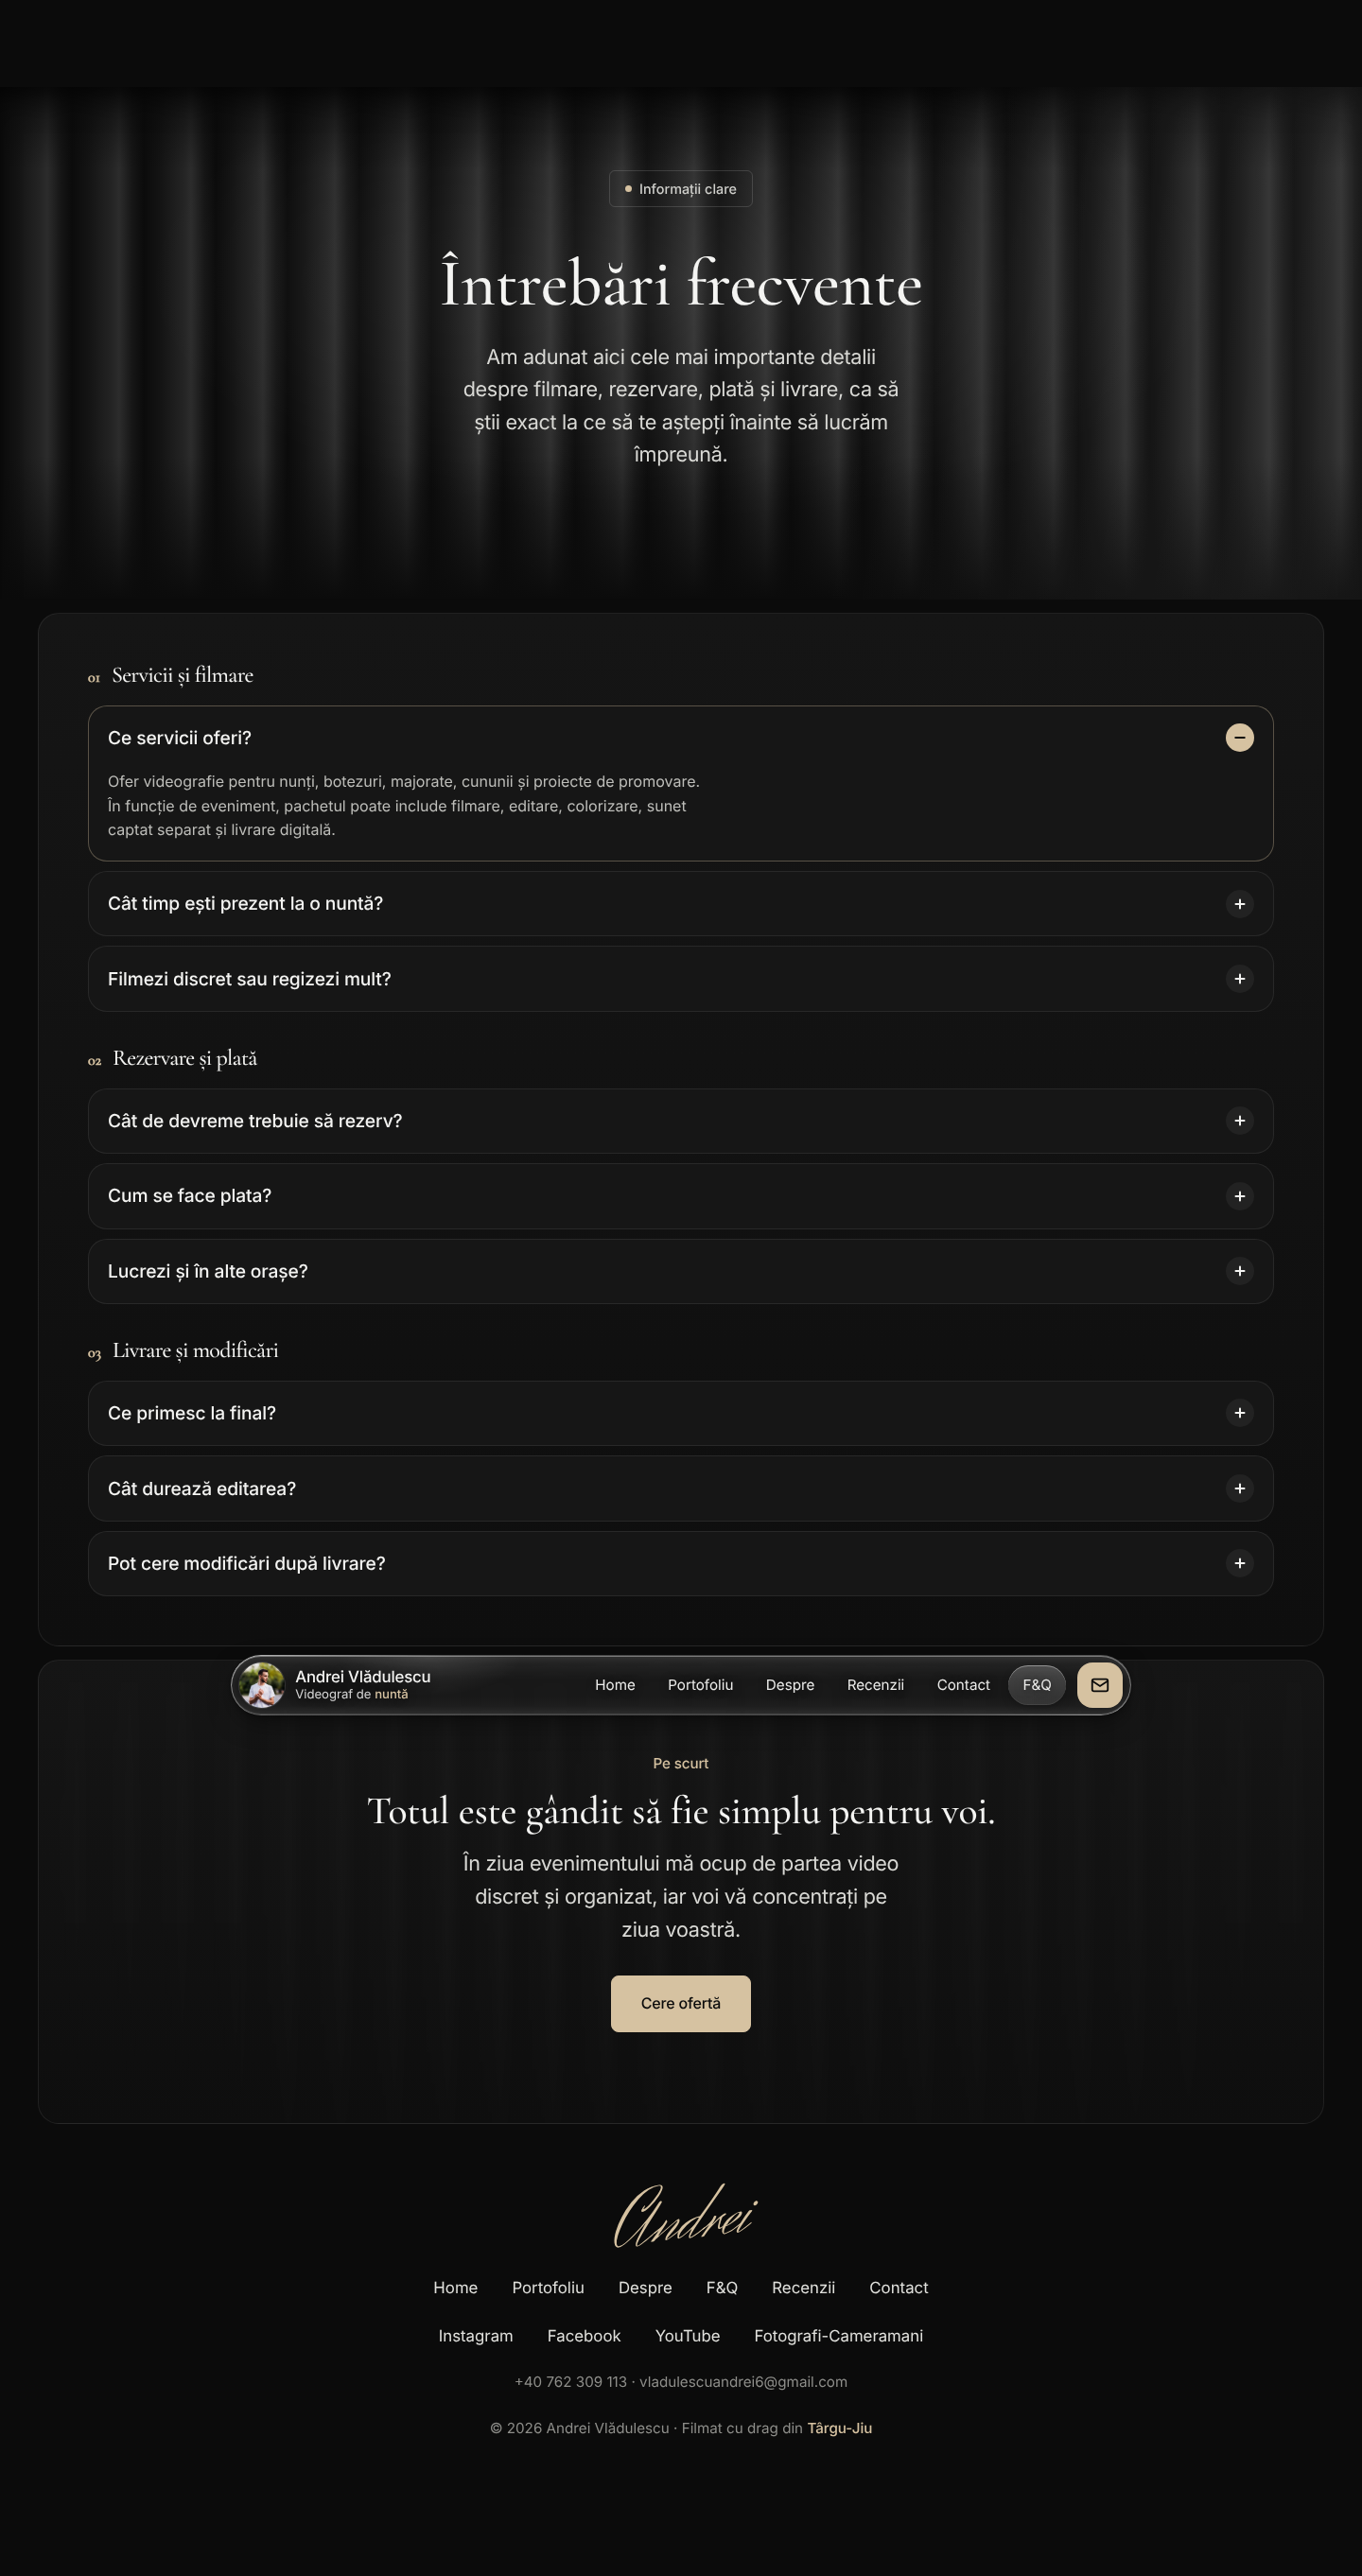 Informații clare
Întrebări frecvente
Am adunat aici cele mai importante detalii
despre filmare, rezervare, plată și livrare, ca să
știi exact la ce să te aștepți înainte să lucrăm
împreună.
01 Servicii și filmare
Ce servicii oferi?
Ofer videografie pentru nunți, botezuri, majorate, cununii și proiecte de promovare.
În funcție de eveniment, pachetul poate include filmare, editare, colorizare, sunet
captat separat și livrare digitală.
Cât timp ești prezent la o nuntă?
Filmezi discret sau regizezi mult?
02 Rezervare și plată
Cât de devreme trebuie să rezerv?
Cum se face plata?
Lucrezi și în alte orașe?
03 Livrare și modificări
Ce primesc la final?
Cât durează editarea?
Pot cere modificări după livrare?
Andrei Vlădulescu
Videograf de nuntă
Home Portofoliu Despre Recenzii Contact F&Q
Pe scurt
Totul este gândit să fie simplu pentru voi.
În ziua evenimentului mă ocup de partea video
discret și organizat, iar voi vă concentrați pe
ziua voastră.
Cere ofertă
Andrei
Home Portofoliu Despre F&Q Recenzii Contact
Instagram Facebook YouTube Fotografi-Cameramani
+40 762 309 113 · vladulescuandrei6@gmail.com
© 2026 Andrei Vlădulescu · Filmat cu drag din Târgu-Jiu